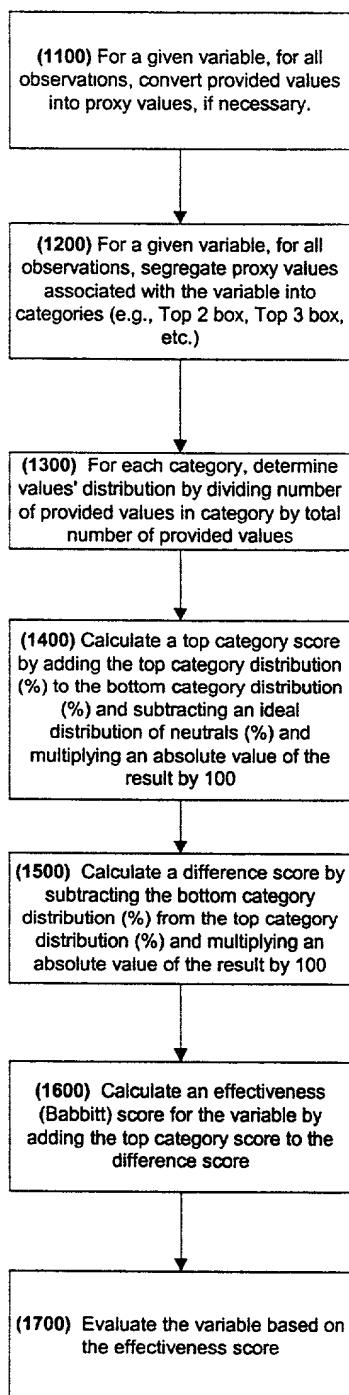 (1100) For a given variable, for all
observations, convert provided values
into proxy values, if necessary.
(1200) For a given variable, for all
observations, segregate proxy values
associated with the variable into
categories (e.g., Top 2 box, Top 3 box,
etc.)
(1300) For each category, determine
values' distribution by dividing number
of provided values in category by total
number of provided values
(1400) Calculate a top category score
by adding the top category distribution
(%) to the bottom category distribution
(%) and subtracting an ideal
distribution of neutrals (%) and
multiplying an absolute value of the
result by 100
(1500) Calculate a difference score by
subtracting the bottom category
distribution (%) from the top category
distribution (%) and multiplying an
absolute value of the result by 100
(1600) Calculate an effectiveness
(Babbitt) score for the variable by
adding the top category score to the
difference score
(1700) Evaluate the variable based on
the effectiveness score